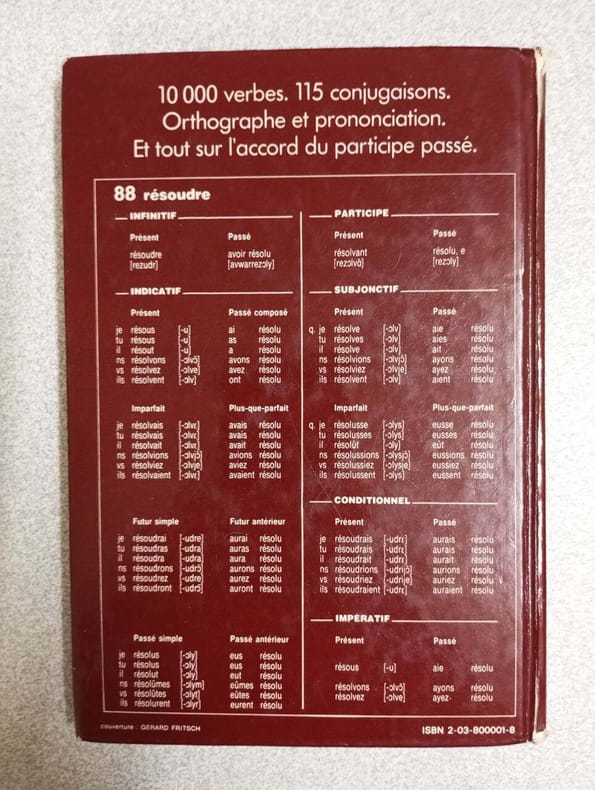 10 000 verbes. 115 conjugaisons.
Orthographe et prononciation.
Et tout sur l'accord du participe passé.
88 résoudre
INFINITIF
Présent Passé
résoudre avoir résolu
[rezudr] [avwarrezɔly]
INDICATIF
Présent Passé composé
je résous [-u] ai résolu
tu résous [-u] as résolu
il résout [-u] a résolu
ns résolvons [-ɔlvɔ̃] avons résolu
vs résolvez [-ɔlve] avez résolu
ils résolvent [-ɔlv] ont résolu
Imparfait Plus-que-parfait
je résolvais [-ɔlvɛ] avais résolu
tu résolvais [-ɔlvɛ] avais résolu
il résolvait [-ɔlvɛ] avait résolu
ns résolvions [-ɔlvjɔ̃] avions résolu
vs résolviez [-ɔlvje] aviez résolu
ils résolvaient [-ɔlvɛ] avaient résolu
Futur simple Futur antérieur
je résoudrai [-udre] aurai résolu
tu résoudras [-udra] auras résolu
il résoudra [-udra] aura résolu
ns résoudrons [-udrɔ̃] aurons résolu
vs résoudrez [-udre] aurez résolu
ils résoudront [-udrɔ̃] auront résolu
Passé simple Passé antérieur
je résolus [-ɔly] eus résolu
tu résolus [-ɔly] eus résolu
il résolut [-ɔly] eut résolu
ns résolûmes [-ɔlym] eûmes résolu
vs résolûtes [-ɔlyt] eûtes résolu
ils résolurent [-ɔlyr] eurent résolu
PARTICIPE
Présent Passé
résolvant résolu, e
[rezɔlvɑ̃] [rezɔly]
SUBJONCTIF
Présent Passé
q. je résolve [-ɔlv] aie résolu
tu résolves [-ɔlv] aies résolu
il résolve [-ɔlv] ait résolu
ns résolvions [-ɔlvjɔ̃] ayons résolu
vs résolviez [-ɔlvje] ayez résolu
ils résolvent [-ɔlv] aient résolu
Imparfait Plus-que-parfait
q. je résolusse [-ɔlys] eusse résolu
tu résolusses [-ɔlys] eusses résolu
il résolût [-ɔly] eût résolu
ns résolussions [-ɔlysjɔ̃] eussions résolu
vs résolussiez [-ɔlysje] eussiez résolu
ils résolussent [-ɔlys] eussent résolu
CONDITIONNEL
Présent Passé
je résoudrais [-udrɛ] aurais résolu
tu résoudrais [-udrɛ] aurais résolu
il résoudrait [-udrɛ] aurait résolu
ns résoudrions [-udrijɔ̃] aurions résolu
vs résoudriez [-udrije] auriez résolu
ils résoudraient [-udrɛ] auraient résolu
IMPÉRATIF
Présent Passé
résous [-u] aie résolu
résolvons [-ɔlvɔ̃] ayons résolu
résolvez [-ɔlve] ayez résolu
couverture : GÉRARD FRITSCH
ISBN 2-03-800001-8